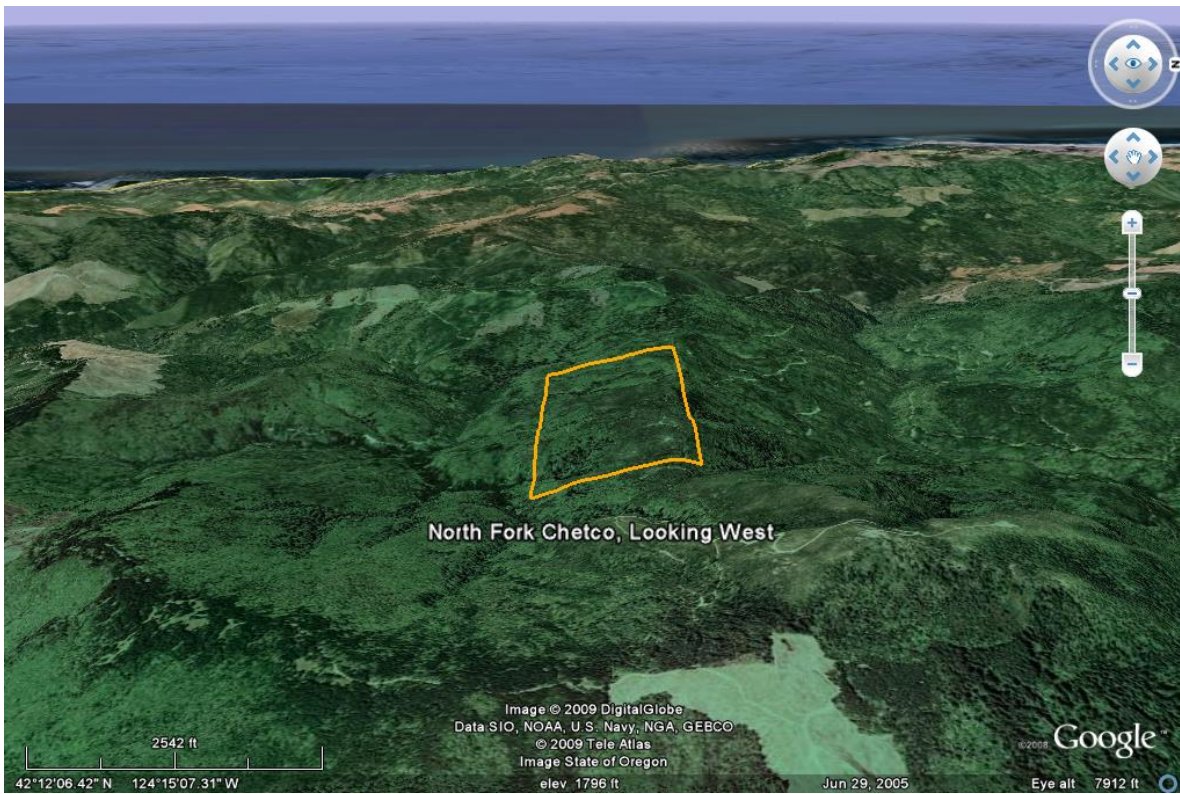 N
North Fork Chetco, Looking West
Image © 2009 DigitalGlobe
Data SIO, NOAA, U.S. Navy, NGA, GEBCO
© 2009 Tele Atlas
Image State of Oregon
©2008 Google™
2542 ft
42°12'06.42" N 124°15'07.31" W
elev 1796 ft
Jun 29, 2005
Eye alt 7912 ft